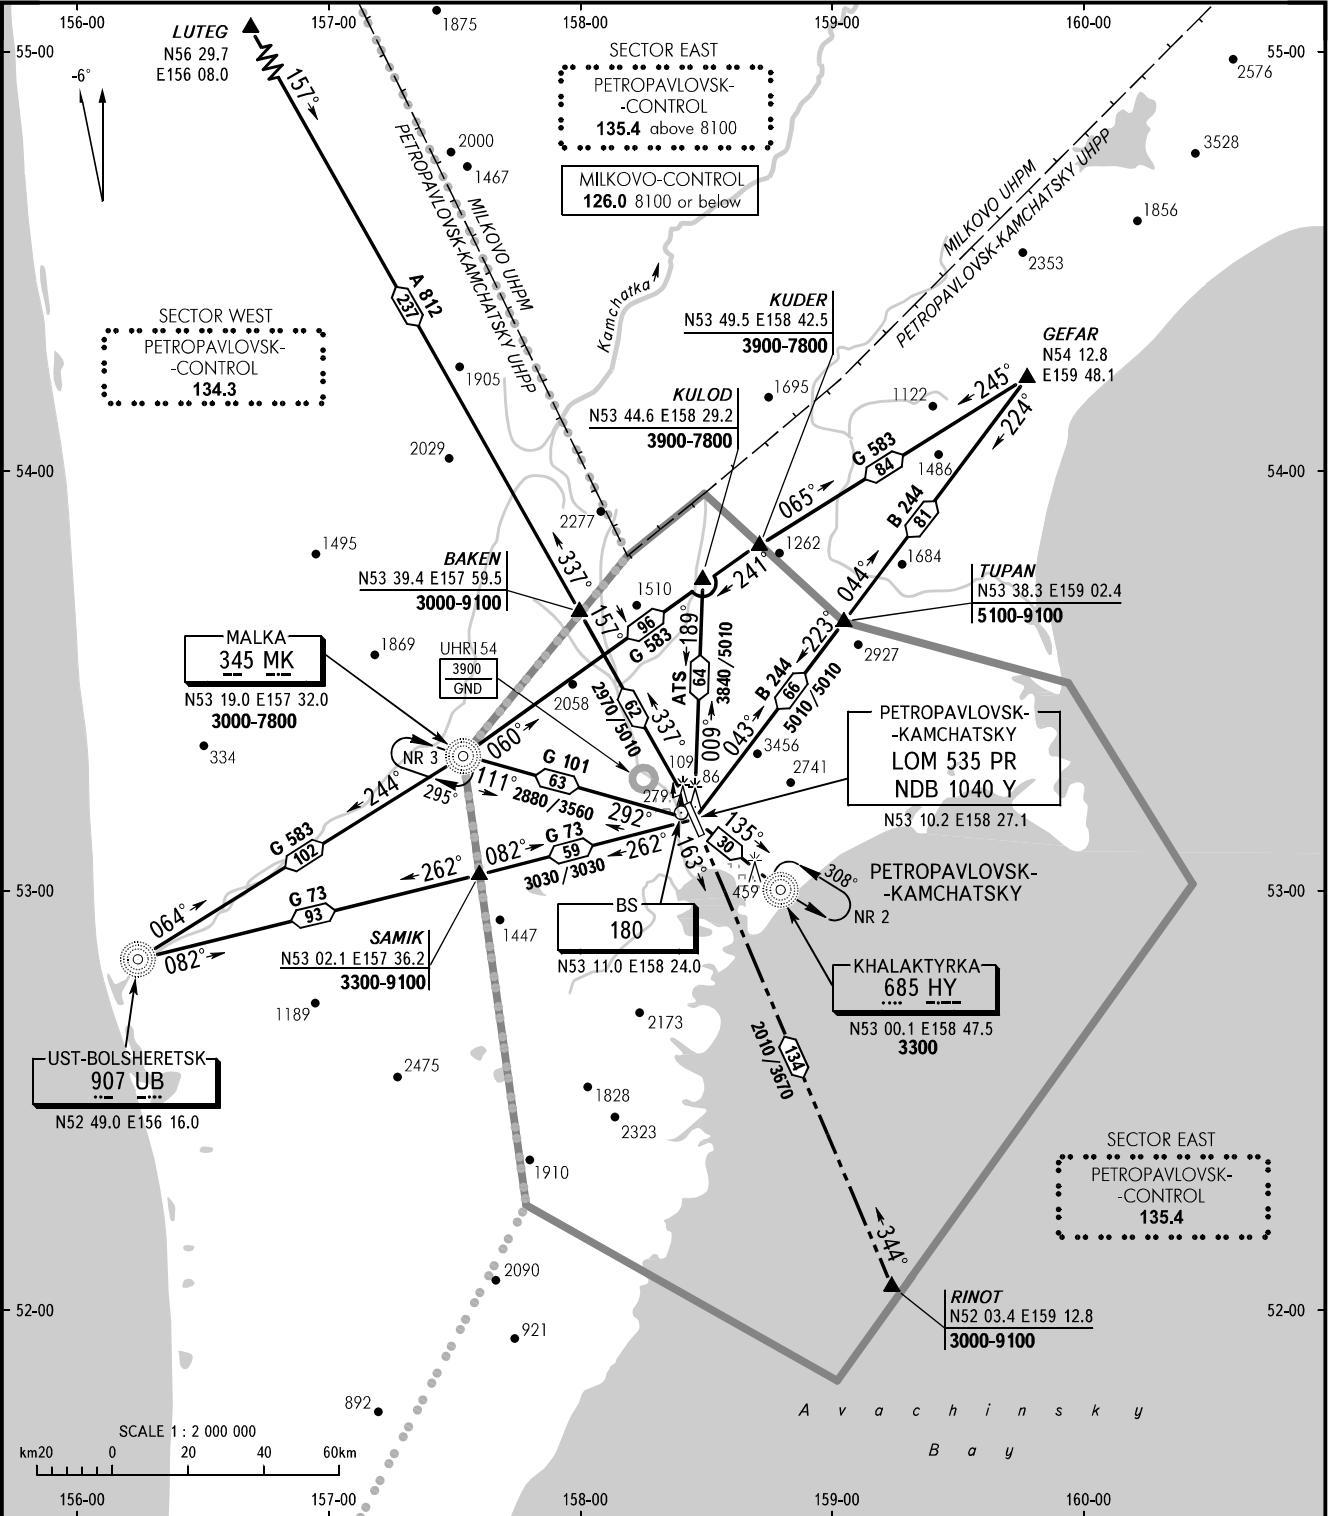 156-00
157-00
158-00
159-00
160-00
55-00
55-00
LUTEG
N56 29.7
E156 08.0
-6°
157°
1875
SECTOR EAST
PETROPAVLOVSK-
-CONTROL
135.4 above 8100
MILKOVO-CONTROL
126.0 8100 or below
2576
3528
1856
2353
2000
1467
PETROPAVLOVSK-KAMCHATSKY UHPP
MILKOVO UHPM
MILKOVO UHPM
PETROPAVLOVSK-KAMCHATSKY UHPP
Kamchatka
A 812
237
SECTOR WEST
PETROPAVLOVSK-
-CONTROL
134.3
1905
2029
KUDER
N53 49.5 E158 42.5
3900-7800
KULOD
N53 44.6 E158 29.2
3900-7800
1695
1122
1486
GEFAR
N54 12.8
E159 48.1
245°
224°
G 583
84
065°
B 244
81
54-00
54-00
2277
1495
BAKEN
N53 39.4 E157 59.5
3000-9100
337°
157°
1510
96
G 583
241°
1262
1684
044°
TUPAN
N53 38.3 E159 02.4
5100-9100
223°
2927
MALKA
345 MK
N53 19.0 E157 32.0
3000-7800
1869
UHR154
3900
GND
2058
189°
ATS
64
3840/5010
009°
B 244
66
5010/5010
043°
62
2970/5010
337°
334
NR 3
060°
244°
295°
111°
G 101
63
2880/3560
292°
109
86
279
3456
2741
PETROPAVLOVSK-
-KAMCHATSKY
LOM 535 PR
NDB 1040 Y
N53 10.2 E158 27.1
G 583
102
262°
082°
G 73
59
262°
3030/3030
163°
135°
30
459
308°
NR 2
PETROPAVLOVSK-
-KAMCHATSKY
53-00
53-00
064°
G 73
93
082°
SAMIK
N53 02.1 E157 36.2
3300-9100
1447
BS
180
N53 11.0 E158 24.0
KHALAKTYRKA
685 HY
N53 00.1 E158 47.5
3300
1189
2173
UST-BOLSHERETSK
907 UB
N52 49.0 E156 16.0
2475
1828
2323
134
2010/3670
1910
SECTOR EAST
PETROPAVLOVSK-
-CONTROL
135.4
344°
2090
921
892
52-00
52-00
RINOT
N52 03.4 E159 12.8
3000-9100
Avachinsky
Bay
SCALE 1 : 2 000 000
km20 0 20 40 60km
156-00
157-00
158-00
159-00
160-00